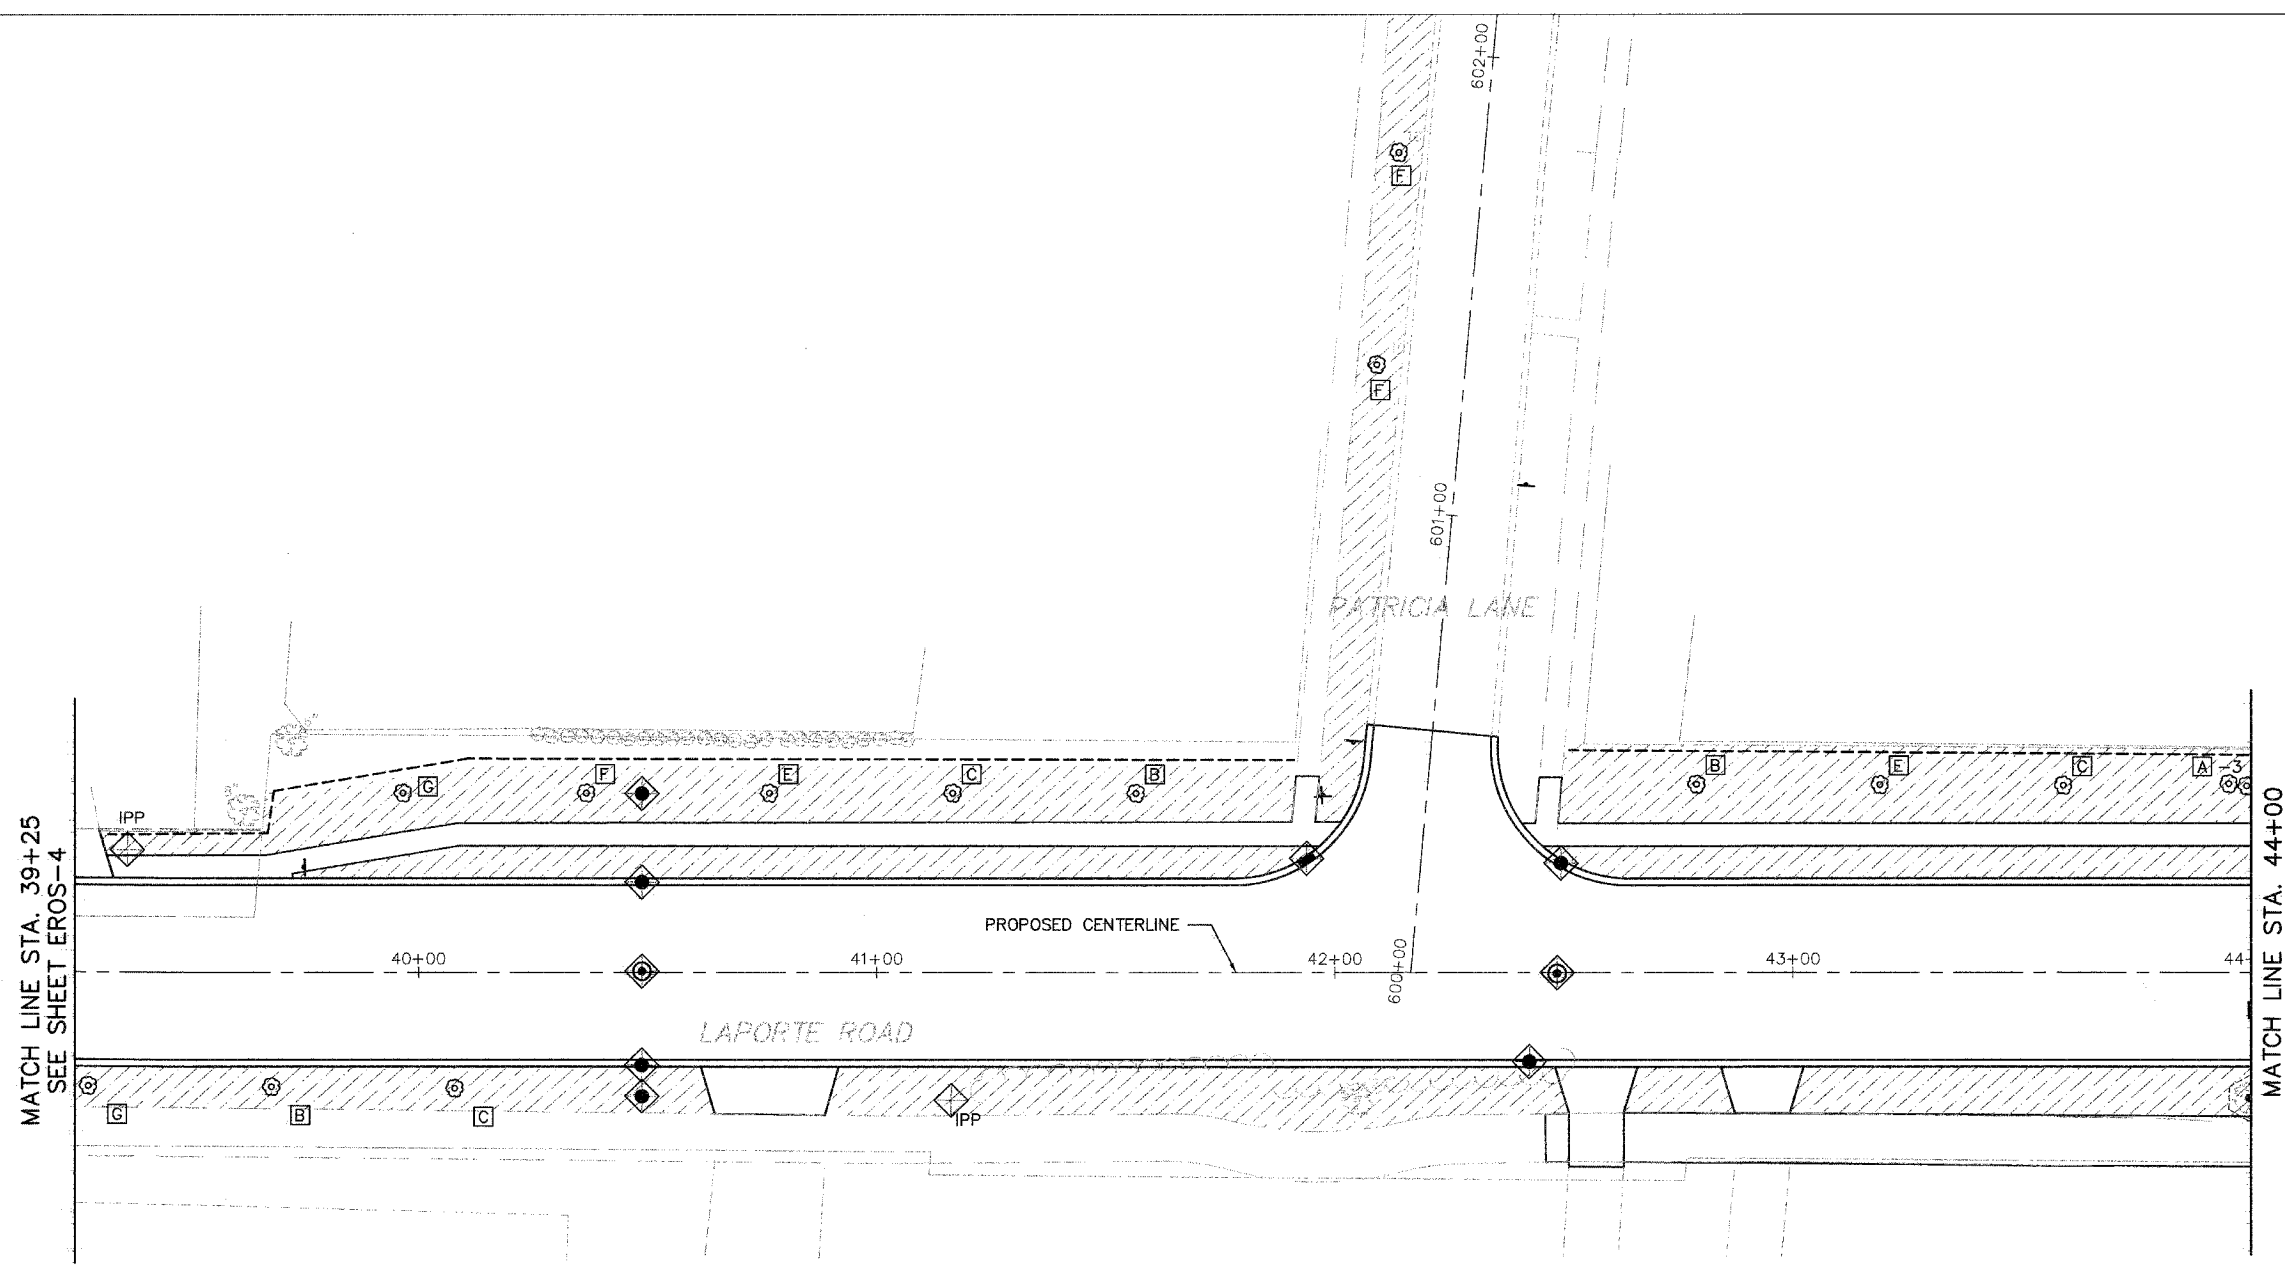 602+00
F
F
601+00
PATRICIA LANE
IPP
G
F
E
C
B
B
E
C
A -3
MATCH LINE STA. 39+25
SEE SHEET EROS-4
PROPOSED CENTERLINE
40+00
41+00
42+00
600+00
43+00
44
MATCH LINE STA. 44+00
LAPORTE ROAD
G
B
C
IPP